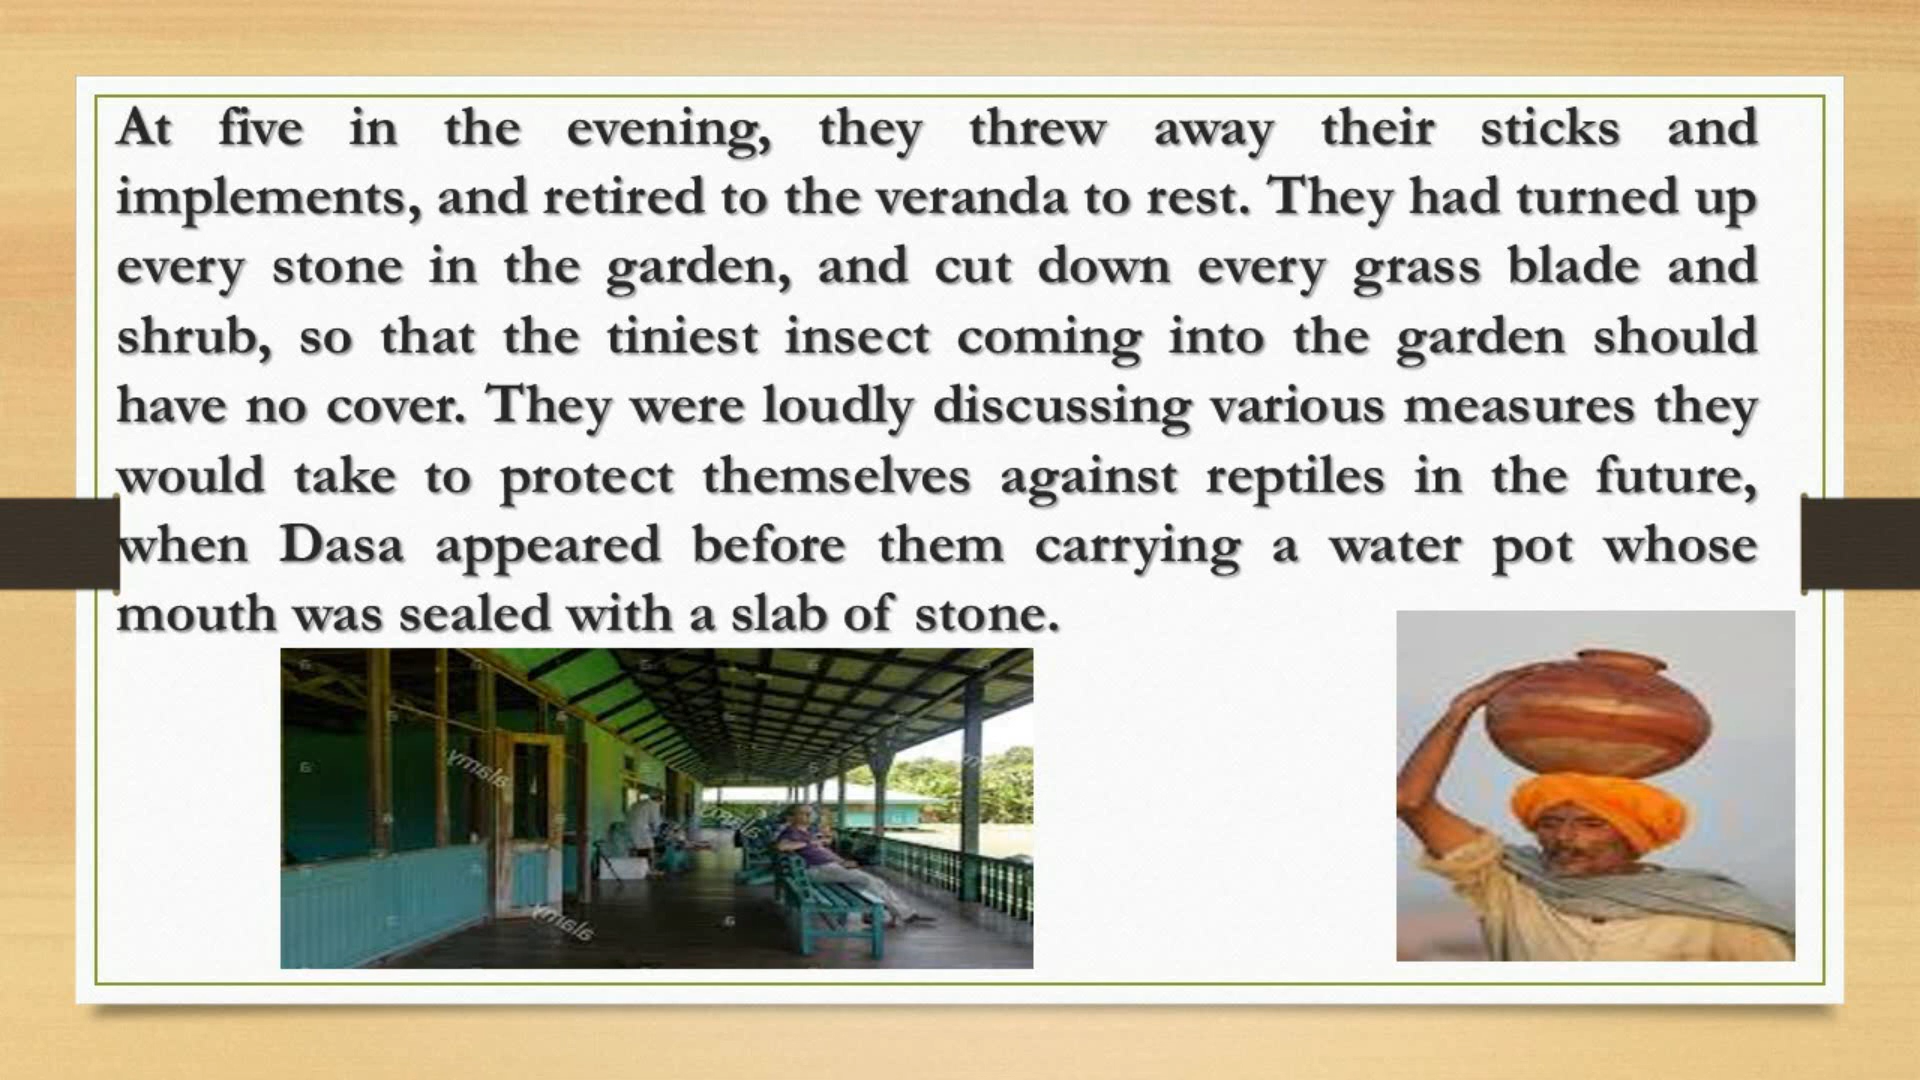 At five in the evening, they threw away their sticks and
implements, and retired to the veranda to rest. They had turned up
every stone in the garden, and cut down every grass blade and
shrub, so that the tiniest insect coming into the garden should
have no cover. They were loudly discussing various measures they
would take to protect themselves against reptiles in the future,
when Dasa appeared before them carrying a water pot whose
mouth was sealed with a slab of stone.
alamy
alamy
alamy